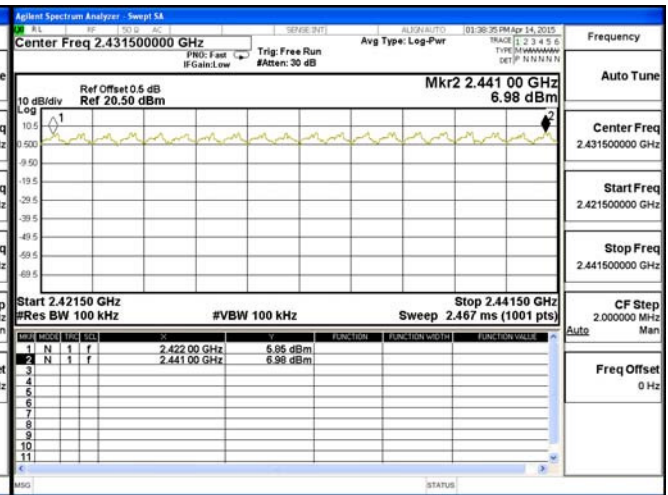 Agilent Spectrum Analyzer - Swept SA
RL RF 50 Ω AC SENSE:INT ALIGNAUTO 01:38:35 PM Apr 14, 2015
Center Freq 2.431500000 GHz
PNO: Fast
IFGain:Low
Trig: Free Run
#Atten: 30 dB
Avg Type: Log-Pwr
TRACE 1 2 3 4 5 6
TYPE
DET P N N N N N
Ref Offset 0.5 dB
Ref 20.50 dBm
10 dB/div
Log
Mkr2 2.441 00 GHz
6.98 dBm
10.5
0.500
-9.50
-19.5
-29.5
-39.5
-49.5
-59.5
-69.5
1
2
Start 2.42150 GHz
Stop 2.44150 GHz
#Res BW 100 kHz
#VBW 100 kHz
Sweep 2.467 ms (1001 pts)
MKR MODE TRC SCL X Y FUNCTION FUNCTION WIDTH FUNCTION VALUE
1 N 1 f 2.422 00 GHz 5.85 dBm
2 N 1 f 2.441 00 GHz 6.98 dBm
3
4
5
6
7
8
9
10
11
MSG
STATUS
Frequency
Auto Tune
Center Freq
2.431500000 GHz
Start Freq
2.421500000 GHz
Stop Freq
2.441500000 GHz
CF Step
2.000000 MHz
Auto Man
Freq Offset
0 Hz